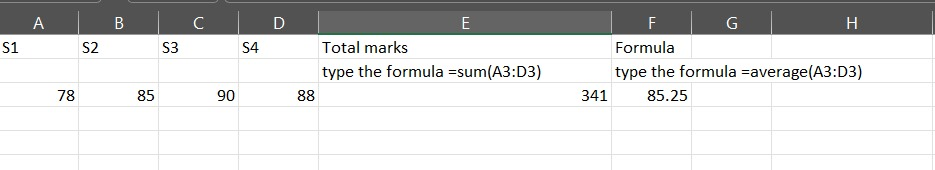 A B C D E F G H
S1 S2 S3 S4 Total marks Formula
type the formula =sum(A3:D3) type the formula =average(A3:D3)
78 85 90 88 341 85.25